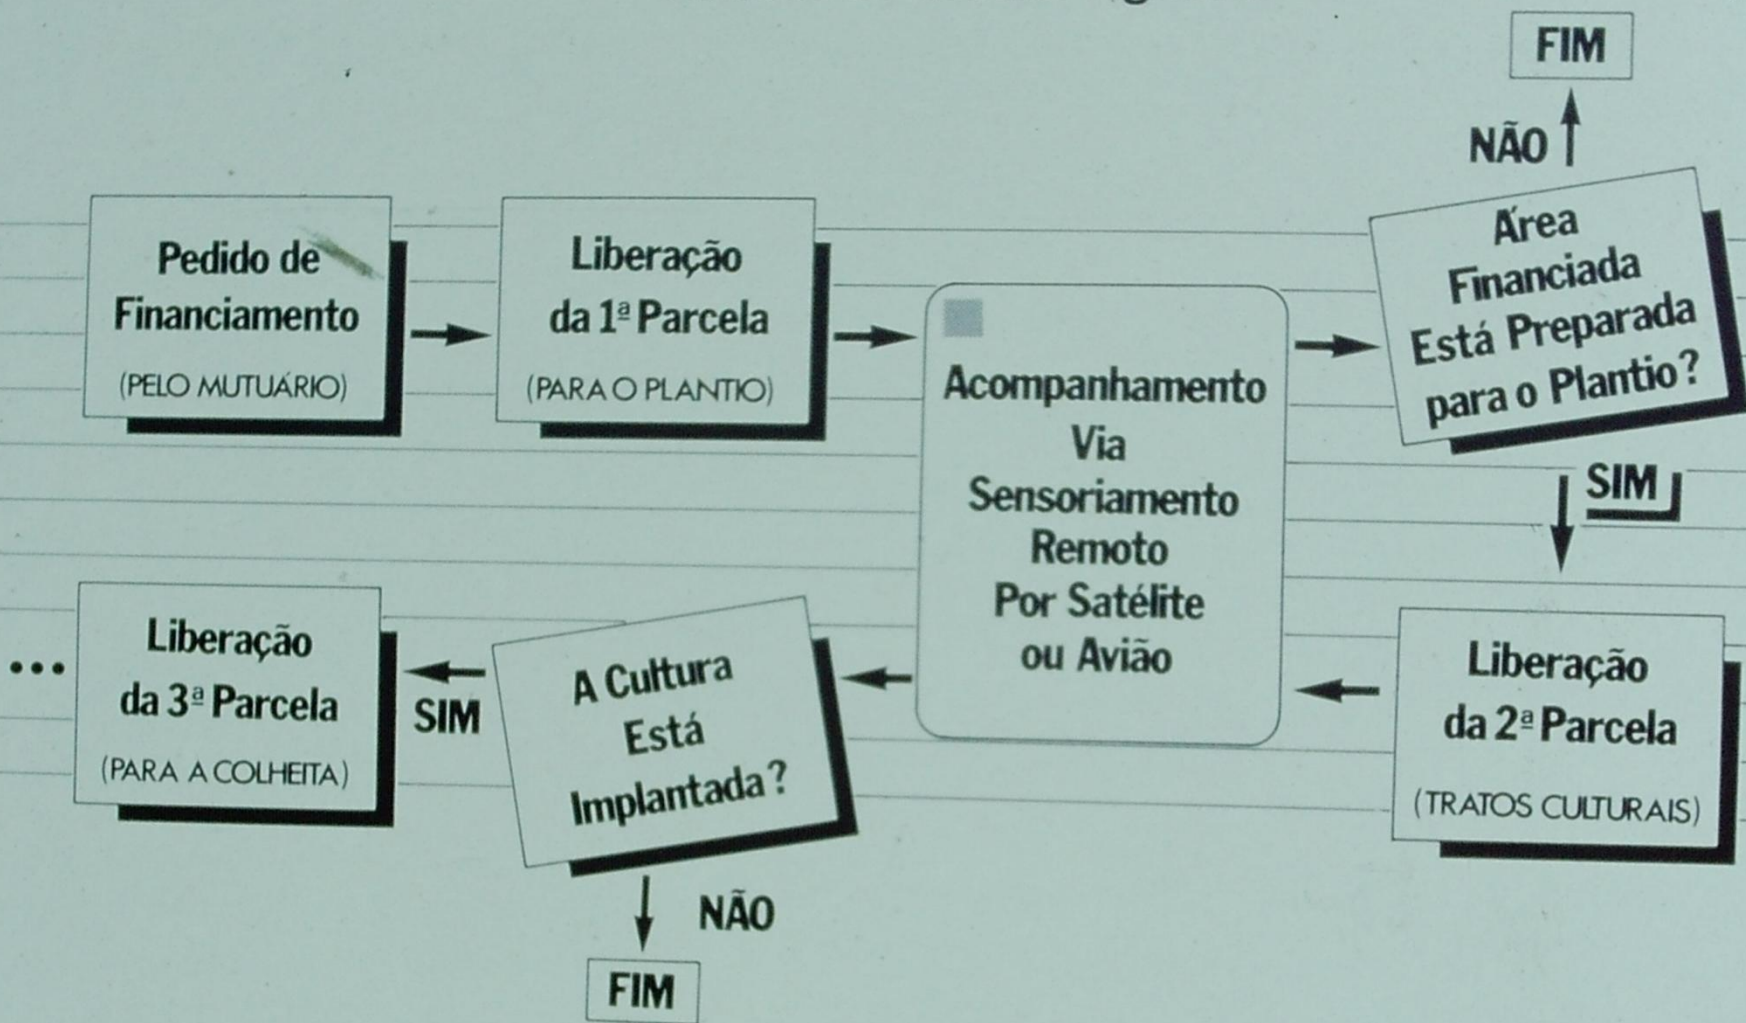 Pedido de
Financiamento
(PELO MUTUÁRIO)
Liberação
da 1ª Parcela
(PARA O PLANTIO)
Acompanhamento
Via
Sensoriamento
Remoto
Por Satélite
ou Avião
Área
Financiada
Está Preparada
para o Plantio?
NÃO
FIM
SIM
Liberação
da 2ª Parcela
(TRATOS CULTURAIS)
A Cultura
Está
Implantada?
NÃO
FIM
SIM
Liberação
da 3ª Parcela
(PARA A COLHEITA)
...